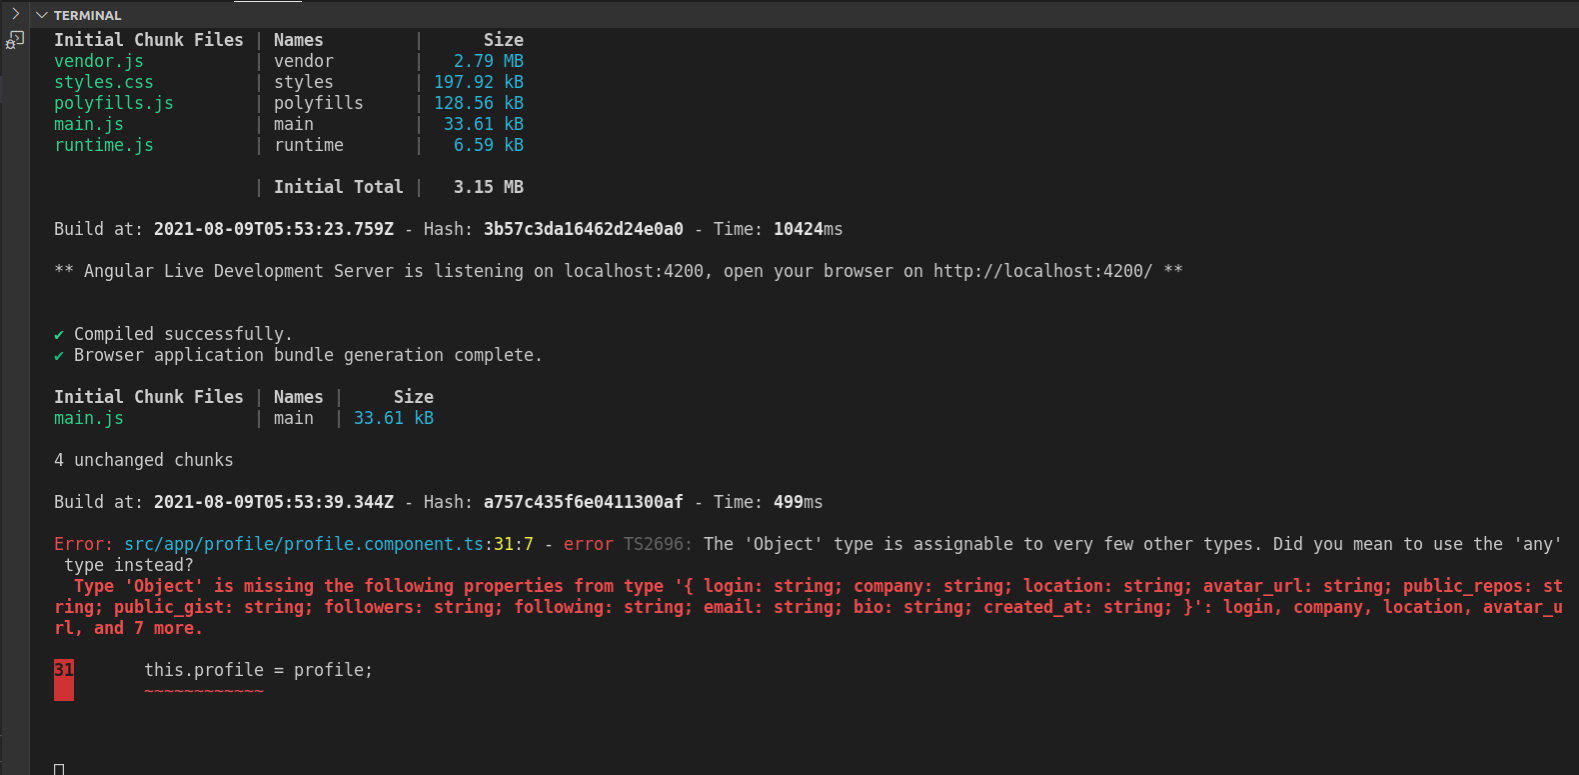 TERMINAL
Initial Chunk Files | Names         |      Size
vendor.js           | vendor        |   2.79 MB
styles.css          | styles        | 197.92 kB
polyfills.js        | polyfills     | 128.56 kB
main.js             | main          |  33.61 kB
runtime.js          | runtime       |   6.59 kB
| Initial Total |   3.15 MB
Build at: 2021-08-09T05:53:23.759Z - Hash: 3b57c3da16462d24e0a0 - Time: 10424ms
** Angular Live Development Server is listening on localhost:4200, open your browser on http://localhost:4200/ **
✔ Compiled successfully.
✔ Browser application bundle generation complete.
Initial Chunk Files | Names |     Size
main.js             | main  | 33.61 kB
4 unchanged chunks
Build at: 2021-08-09T05:53:39.344Z - Hash: a757c435f6e0411300af - Time: 499ms
Error: src/app/profile/profile.component.ts:31:7 - error TS2696: The 'Object' type is assignable to very few other types. Did you mean to use the 'any'
type instead?
Type 'Object' is missing the following properties from type '{ login: string; company: string; location: string; avatar_url: string; public_repos: st
ring; public_gist: string; followers: string; following: string; email: string; bio: string; created_at: string; }': login, company, location, avatar_u
rl, and 7 more.
31       this.profile = profile;
~~~~~~~~~~~~